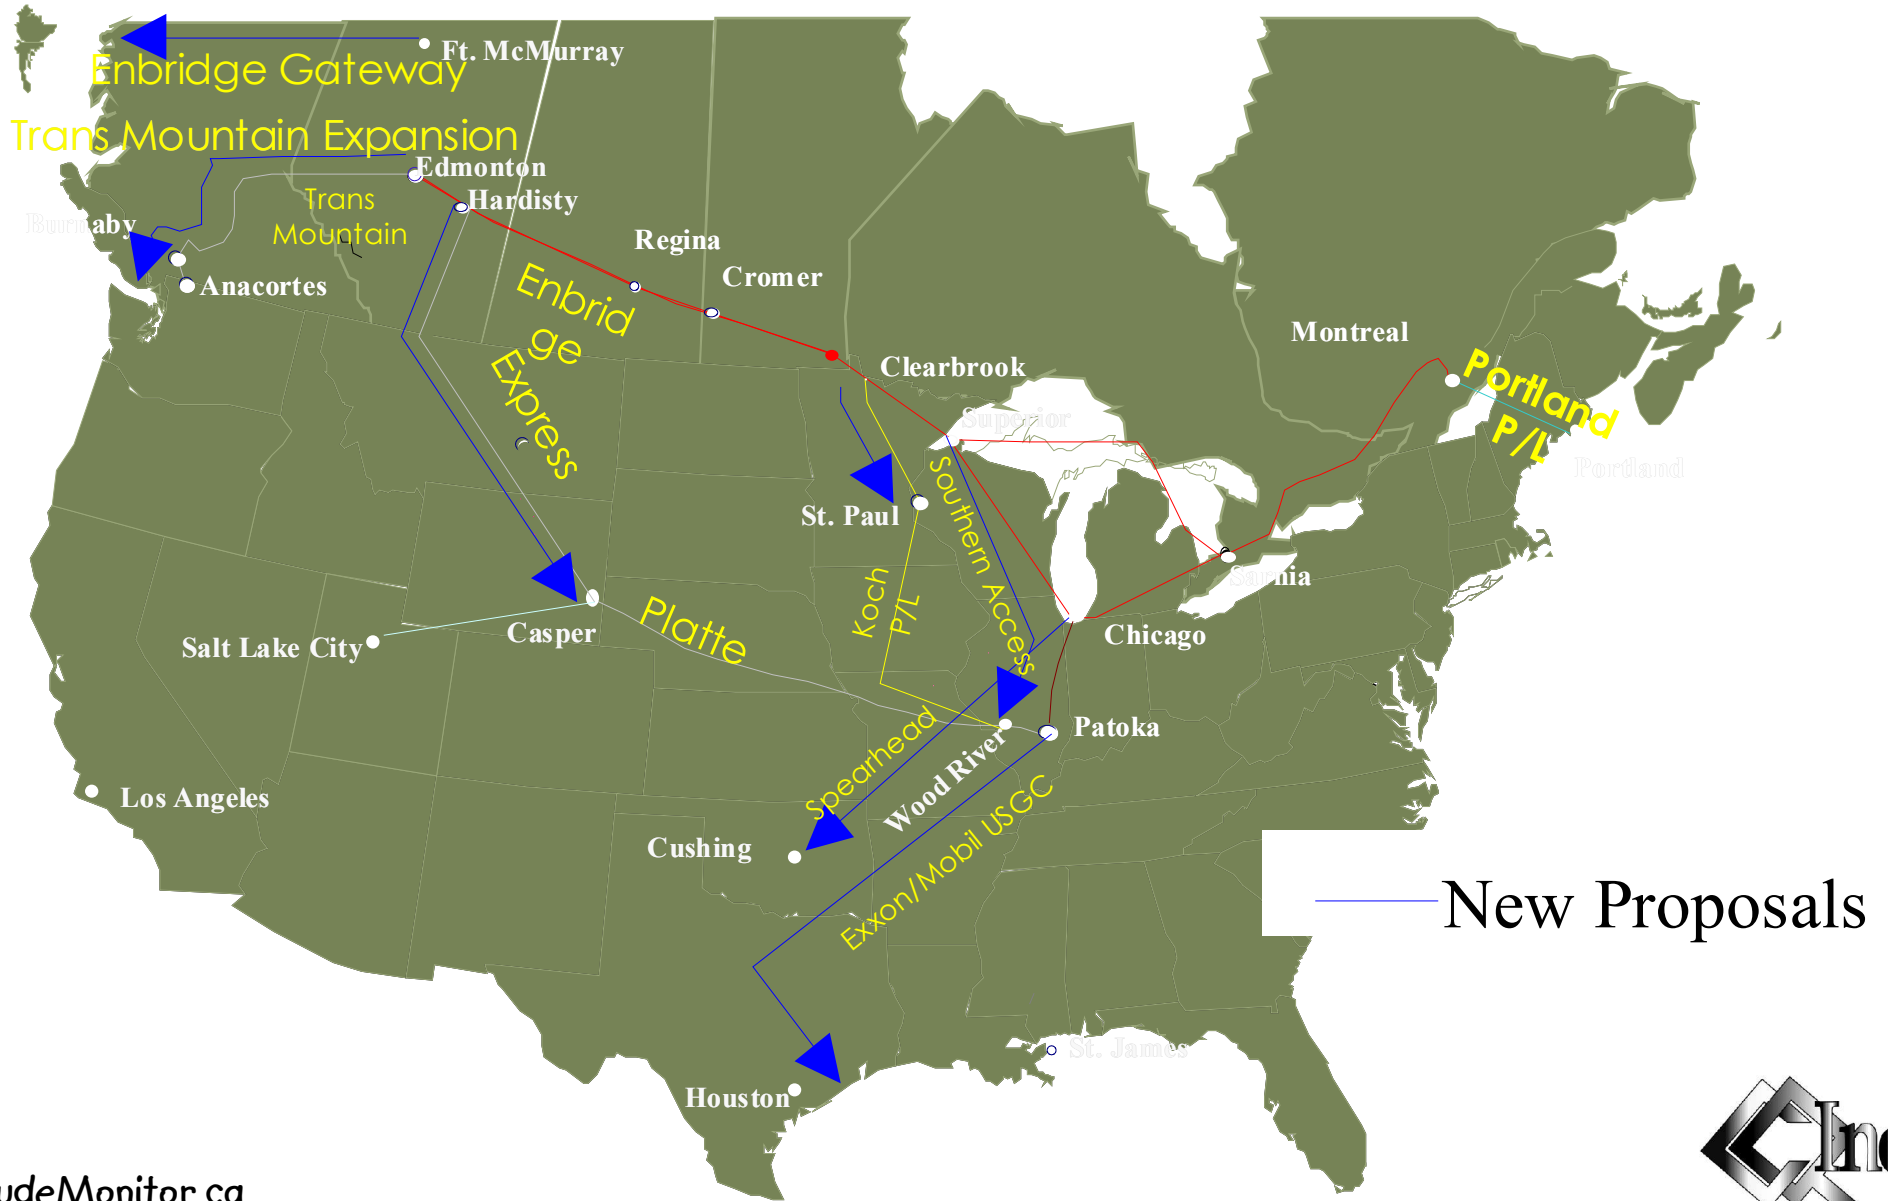 Ft. McMurray
Enbridge Gateway
Trans Mountain Expansion
Edmonton
Hardisty
Trans
Mountain
Burnaby
Regina
Cromer
Anacortes
Enbrid
ge
Express
Montreal
Clearbrook
Portland
P/L
Superior
Portland
Southern Access
St. Paul
Koch
P/L
Sarnia
Platte
Casper
Salt Lake City
Chicago
Patoka
Spearhead
Wood River
Los Angeles
Cushing
Exxon/Mobil USGC
New Proposals
St. James
Houston
udeMonitor.ca